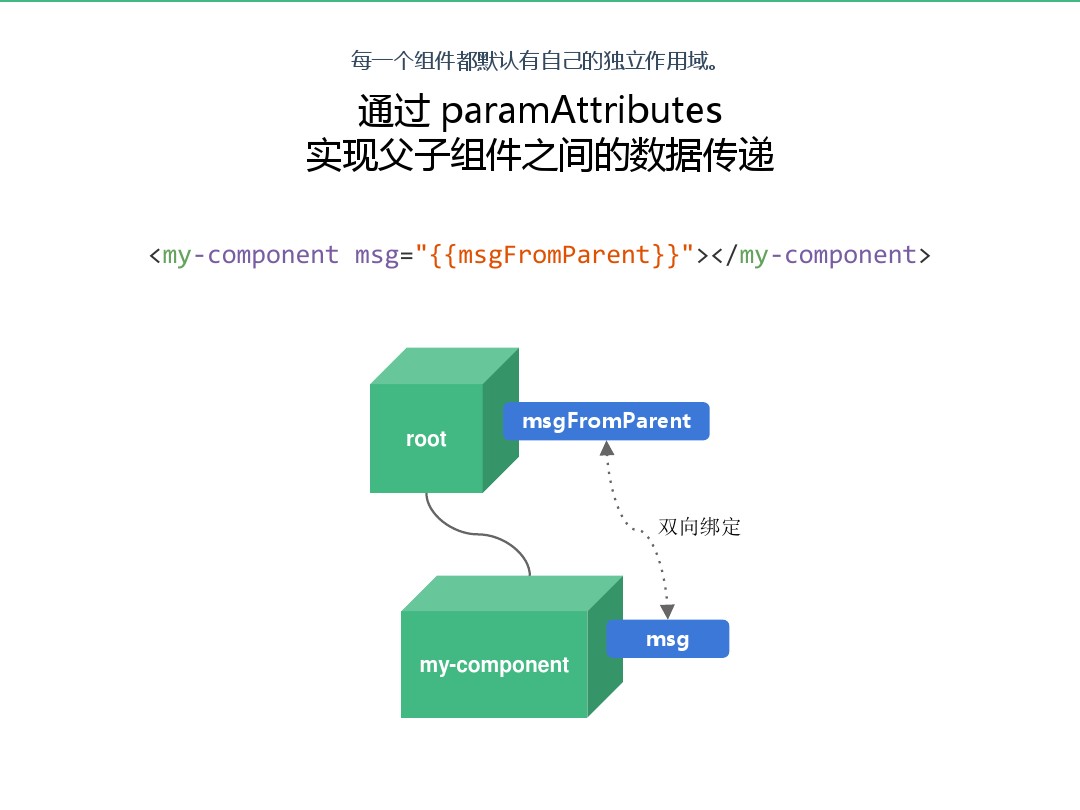 每一个组件都默认有自己的独立作用域。
通过 paramAttributes
实现父子组件之间的数据传递
<my-component msg="{{msgFromParent}}"></my-component>
root
msgFromParent
双向绑定
my-component
msg